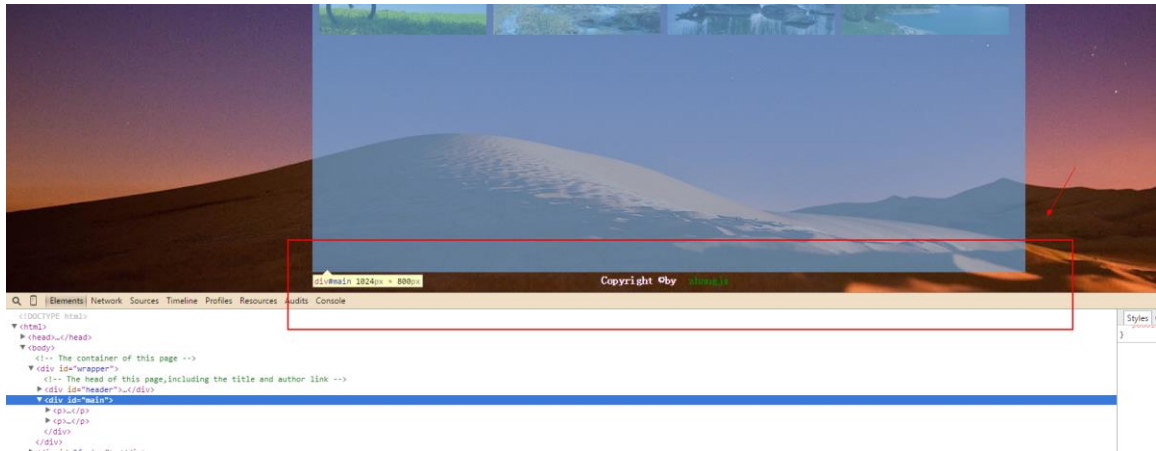 Copyright ©by
div#main 1024px × 800px
Elements Network Sources Timeline Profiles Resources Audits Console
<!DOCTYPE html>
▼<html>
▶<head>…</head>
▼<body>
<!-- The container of this page -->
▼<div id="wrapper">
<!-- The head of this page,including the title and author link -->
▶<div id="header">…</div>
▼<div id="main">
▶<p>…</p>
▶<p>…</p>
</div>
</div>
Styles
}